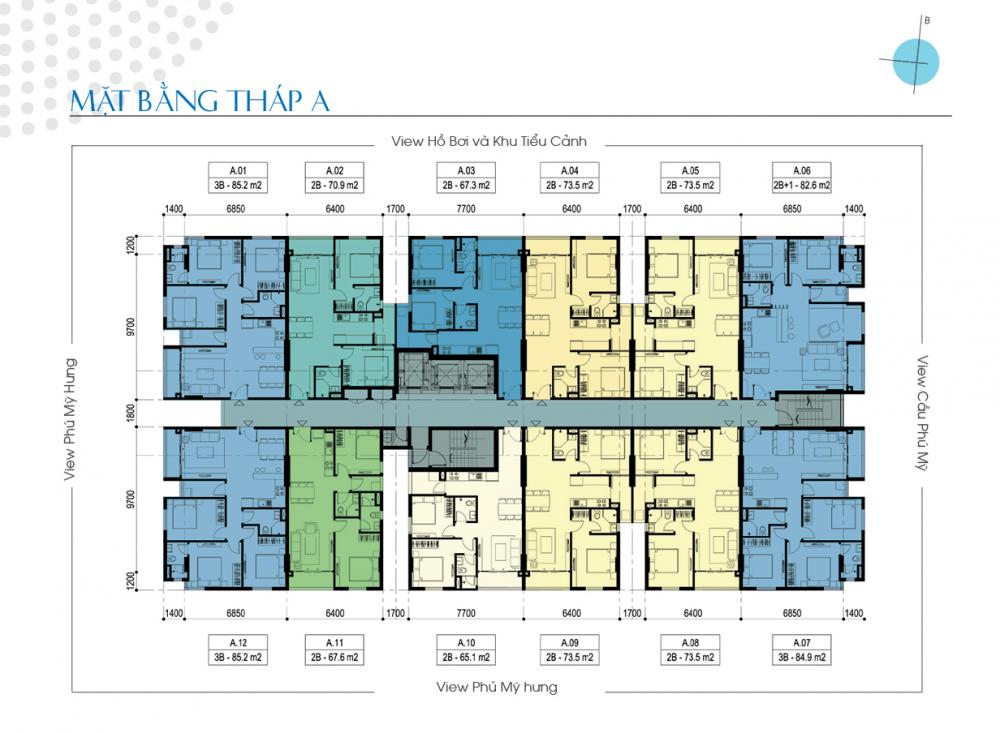 B
MẶT BẰNG THÁP A
View Hồ Bơi và Khu Tiểu Cảnh
A.01
3B - 85.2 m2
A.02
2B - 70.9 m2
A.03
2B - 67.3 m2
A.04
2B - 73.5 m2
A.05
2B - 73.5 m2
A.06
2B+1 - 82.6 m2
1400 6850 6400 1700 7700 6400 1700 6400 6850 1400
1200
9700
1800
9700
1200
View Phú Mỹ Hưng
View Cầu Phú Mỹ
1400 6850 6400 1700 7700 6400 1700 6400 6850 1400
A.12
3B - 85.2 m2
A.11
2B - 67.6 m2
A.10
2B - 65.1 m2
A.09
2B - 73.5 m2
A.08
2B - 73.5 m2
A.07
3B - 84.9 m2
View Phú Mỹ hưng